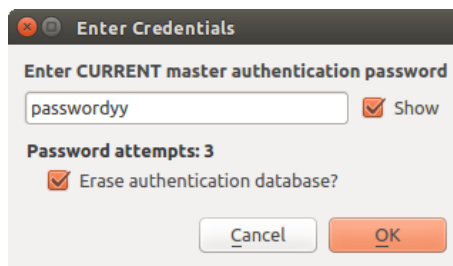 Enter Credentials
Enter CURRENT master authentication password
passwordyy Show
Password attempts: 3
Erase authentication database?
Cancel OK